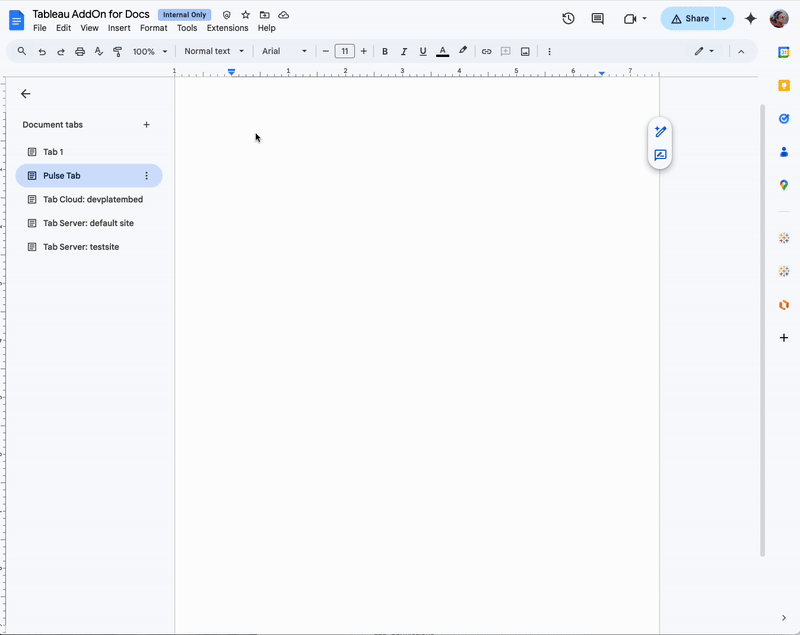 Tableau AddOn for Docs Internal Only
File Edit View Insert Format Tools Extensions Help
Share
100% Normal text Arial 11 B I U A
1 1 2 3 4 5 6 7
Document tabs
Tab 1
Pulse Tab
Tab Cloud: devplatembed
Tab Server: default site
Tab Server: testsite